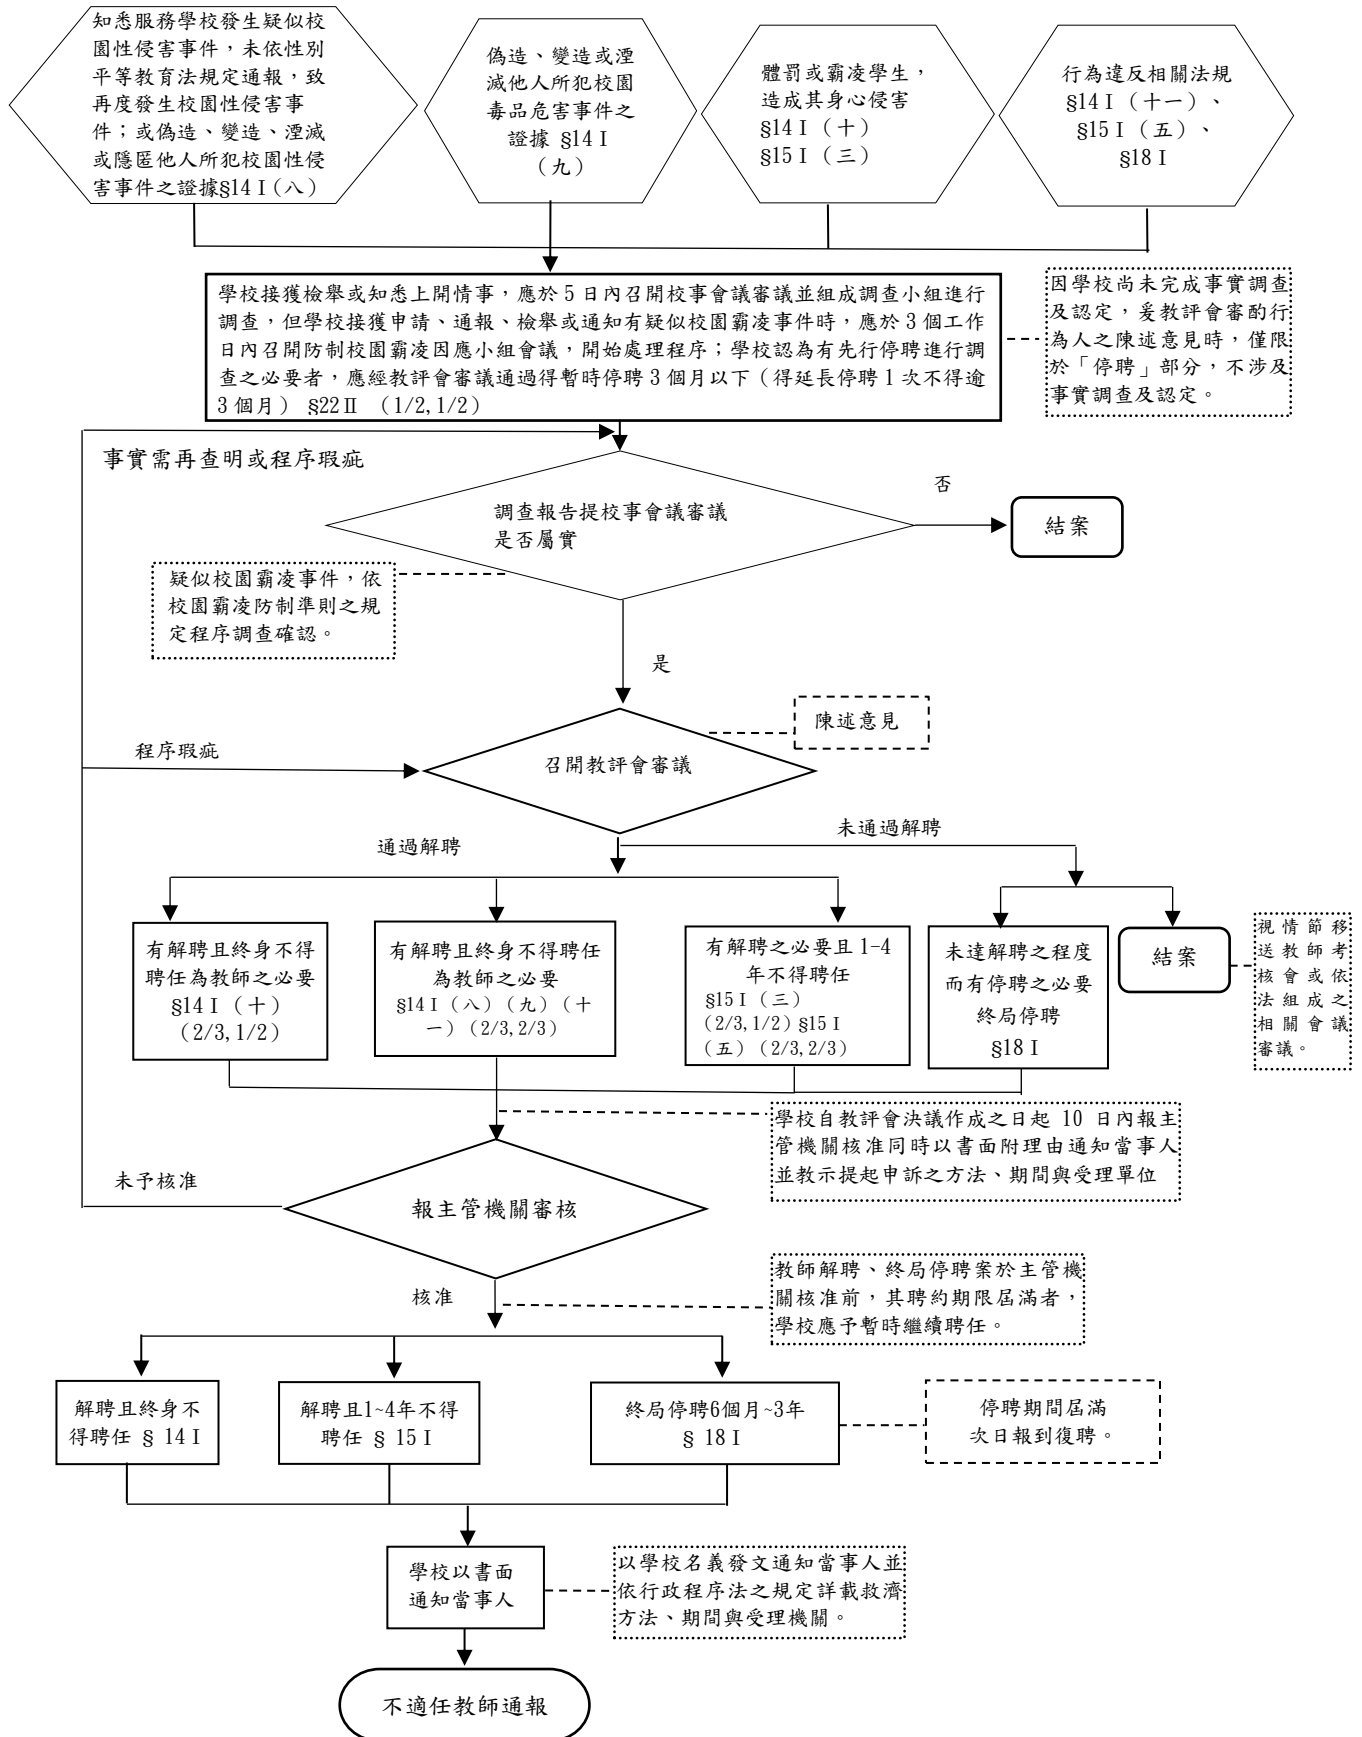 知悉服務學校發生疑似校
園性侵害事件，未依性別
平等教育法規定通報，致
再度發生校園性侵害事
件；或偽造、變造、湮滅
或隱匿他人所犯校園性侵
害事件之證據§14Ⅰ(八)
偽造、變造或湮
滅他人所犯校園
毒品危害事件之
證據 §14Ⅰ
（九）
體罰或霸凌學生，
造成其身心侵害
§14Ⅰ（十）
§15Ⅰ（三）
行為違反相關法規
§14Ⅰ（十一）、
§15Ⅰ（五）、
§18Ⅰ
學校接獲檢舉或知悉上開情事，應於 5 日內召開校事會議審議並組成調查小組進行
調查，但學校接獲申請、通報、檢舉或通知有疑似校園霸凌事件時，應於 3 個工作
日內召開防制校園霸凌因應小組會議，開始處理程序；學校認為有先行停聘進行調
查之必要者，應經教評會審議通過得暫時停聘 3 個月以下（得延長停聘 1 次不得逾
3 個月） §22Ⅱ （1/2,1/2）
因學校尚未完成事實調查
及認定，爰教評會審酌行
為人之陳述意見時，僅限
於「停聘」部分，不涉及
事實調查及認定。
事實需再查明或程序瑕疵
調查報告提校事會議審議
是否屬實
否
結案
疑似校園霸凌事件，依
校園霸凌防制準則之規
定程序調查確認。
是
陳述意見
程序瑕疵
召開教評會審議
通過解聘
未通過解聘
有解聘且終身不得
聘任為教師之必要
§14Ⅰ（十）
（2/3,1/2）
有解聘且終身不得聘任
為教師之必要
§14Ⅰ（八）（九）（十
一）（2/3,2/3）
有解聘之必要且 1-4
年不得聘任
§15Ⅰ（三）
(2/3,1/2）§15Ⅰ
（五）（2/3,2/3）
未達解聘之程度
而有停聘之必要
終局停聘
§18Ⅰ
結案
視情節移
送教師考
核會或依
法組成之
相關會議
審議。
學校自教評會決議作成之日起 10 日內報主
管機關核准同時以書面附理由通知當事人
並教示提起申訴之方法、期間與受理單位
未予核准
報主管機關審核
核准
教師解聘、終局停聘案於主管機
關核准前，其聘約期限屆滿者，
學校應予暫時繼續聘任。
解聘且終身不
得聘任 § 14Ⅰ
解聘且1~4年不得
聘任 § 15Ⅰ
終局停聘6個月~3年
§ 18Ⅰ
停聘期間屆滿
次日報到復聘。
學校以書面
通知當事人
以學校名義發文通知當事人並
依行政程序法之規定詳載救濟
方法、期間與受理機關。
不適任教師通報